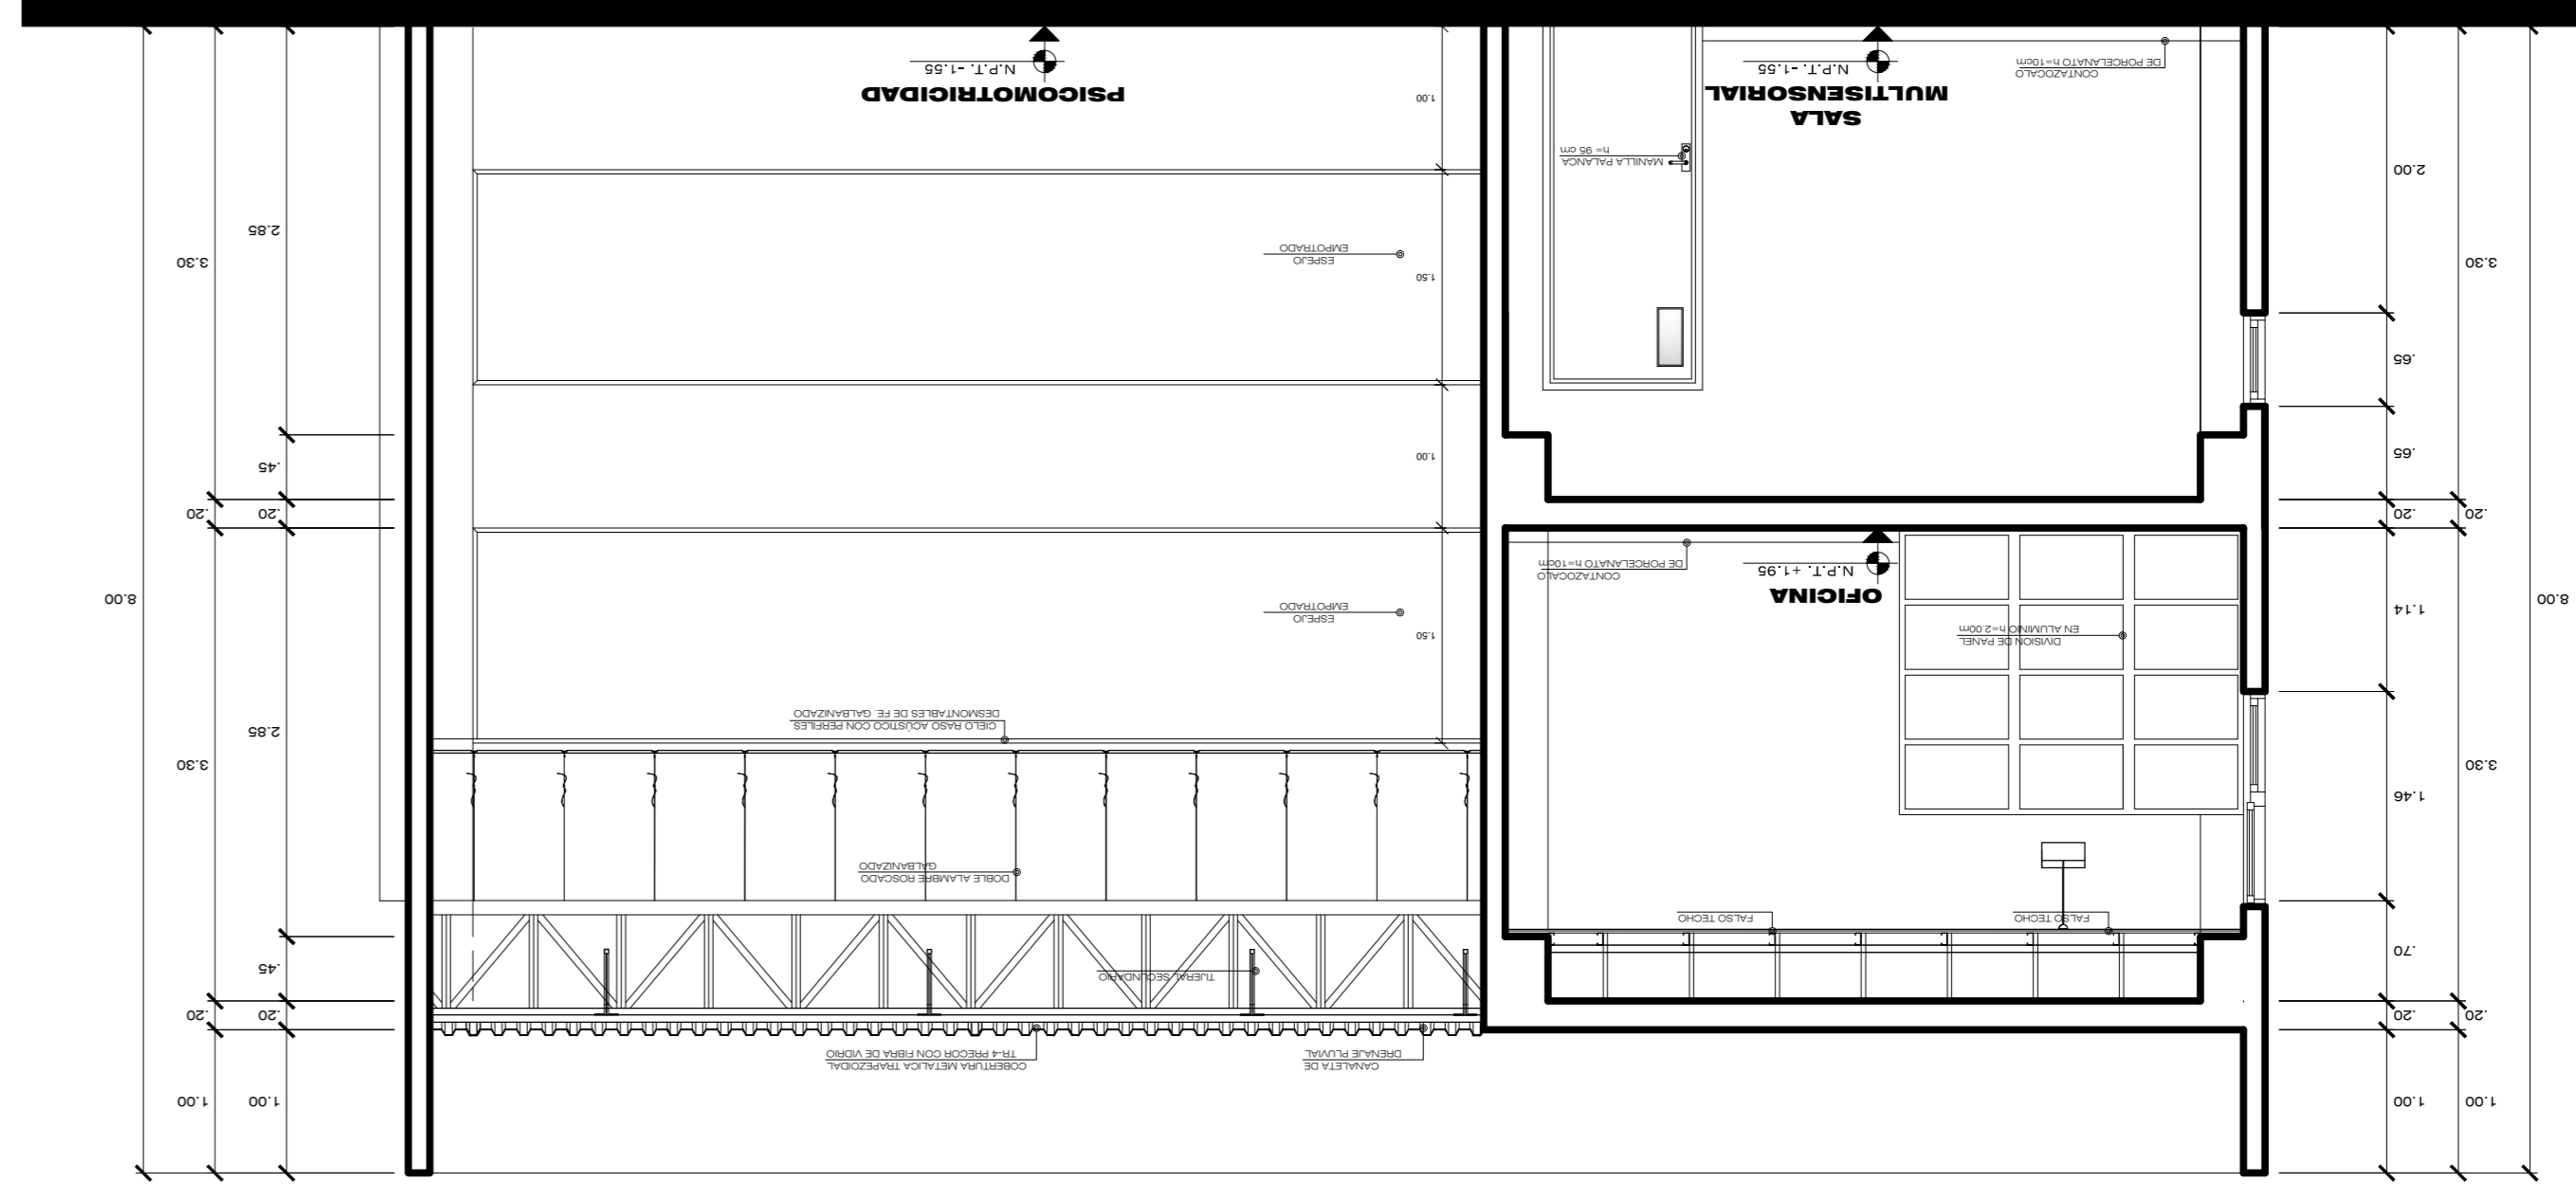 1.00
1.00
1.00
1.00
CANALETA DE
DRENAJE PLUVIAL
COBERTURA METALICA TRAPEZOIDAL
TR-4 PRECOR CON FIBRA DE VIDRIO
.20
.20
.20
.20
.70
.45
TIJERAL SECUNDARIO
FALSO TECHO
FALSO TECHO
DOBLE ALAMBRE ROSCADO
GALBANIZADO
3.30
1.46
3.30
2.85
CIELO RASO ACÚSTICO CON PERFILES
DESMONTABLES DE FE. GALBANIZADO
DIVISION DE PANEL
EN ALUMINIO h=2.00m
1.50
ESPEJO
EMPOTRADO
8.00
1.14
8.00
OFICINA
N.P.T. +1.95
CONTAZOCALO
DE PORCELANATO h=10cm
.20
.20
.20
.20
.65
1.00
.45
.65
3.30
3.30
2.85
1.50
ESPEJO
EMPOTRADO
2.00
MANILLA PALANCA
h= 95 cm
SALA
MULTISENSORIAL
N.P.T. -1.55
CONTAZOCALO
DE PORCELANATO h=10cm
1.00
PSICOMOTRICIDAD
N.P.T. -1.55